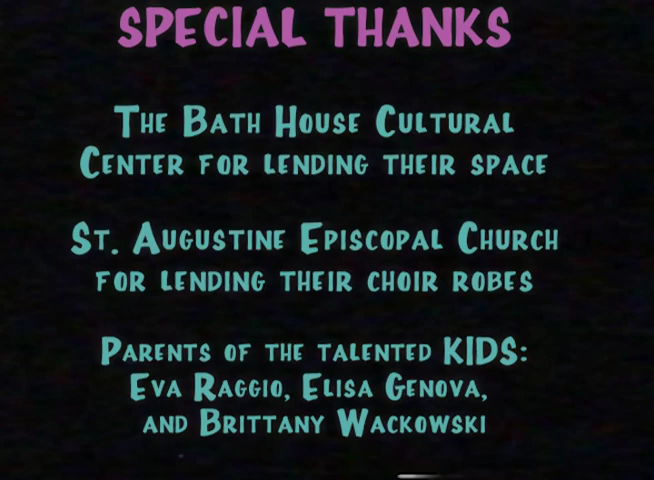 SPECIAL THANKS
THE BATH HOUSE CULTURAL
CENTER FOR LENDING THEIR SPACE
ST. AUGUSTINE EPISCOPAL CHURCH
FOR LENDING THEIR CHOIR ROBES
PARENTS OF THE TALENTED KIDS:
EVA RAGGIO, ELISA GENOVA,
AND BRITTANY WACKOWSKI